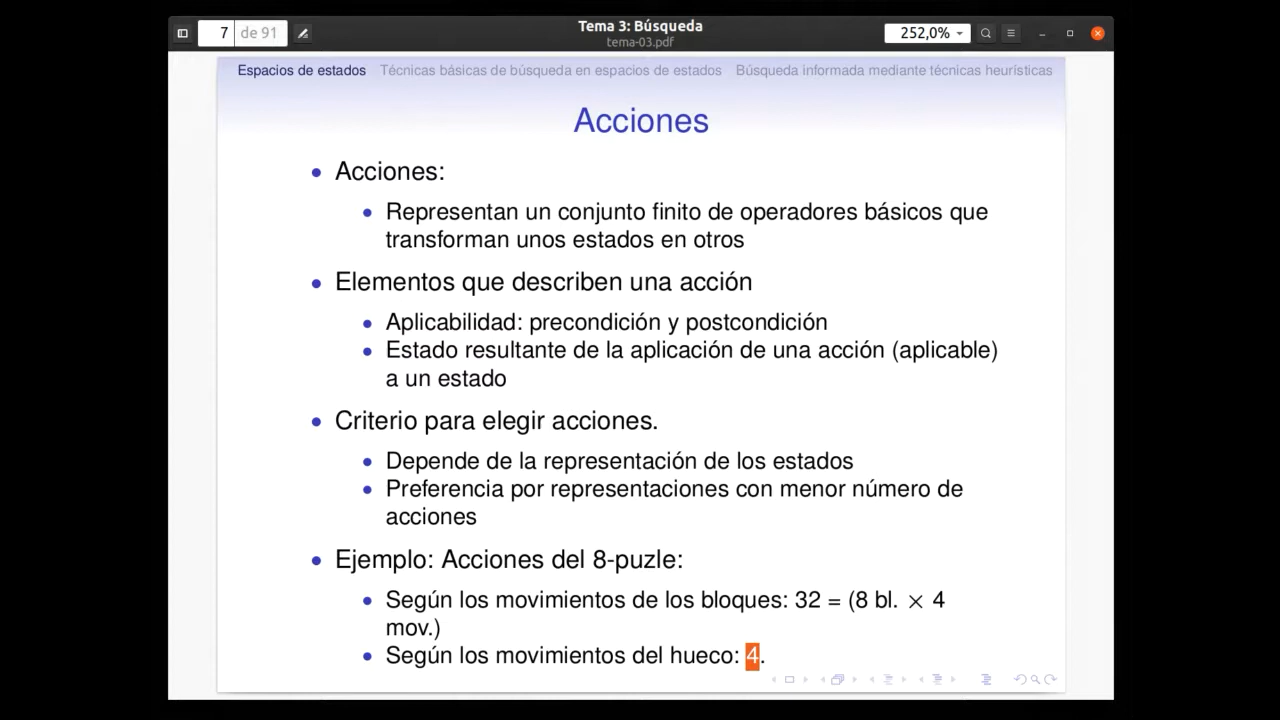 7 de 91
Tema 3: Búsqueda
tema-03.pdf
252,0%
Espacios de estados Técnicas básicas de búsqueda en espacios de estados Búsqueda informada mediante técnicas heurísticas
Acciones
• Acciones:
• Representan un conjunto finito de operadores básicos que
transforman unos estados en otros
• Elementos que describen una acción
• Aplicabilidad: precondición y postcondición
• Estado resultante de la aplicación de una acción (aplicable)
a un estado
• Criterio para elegir acciones.
• Depende de la representación de los estados
• Preferencia por representaciones con menor número de
acciones
• Ejemplo: Acciones del 8-puzle:
• Según los movimientos de los bloques: 32 = (8 bl. × 4
mov.)
• Según los movimientos del hueco: 4.